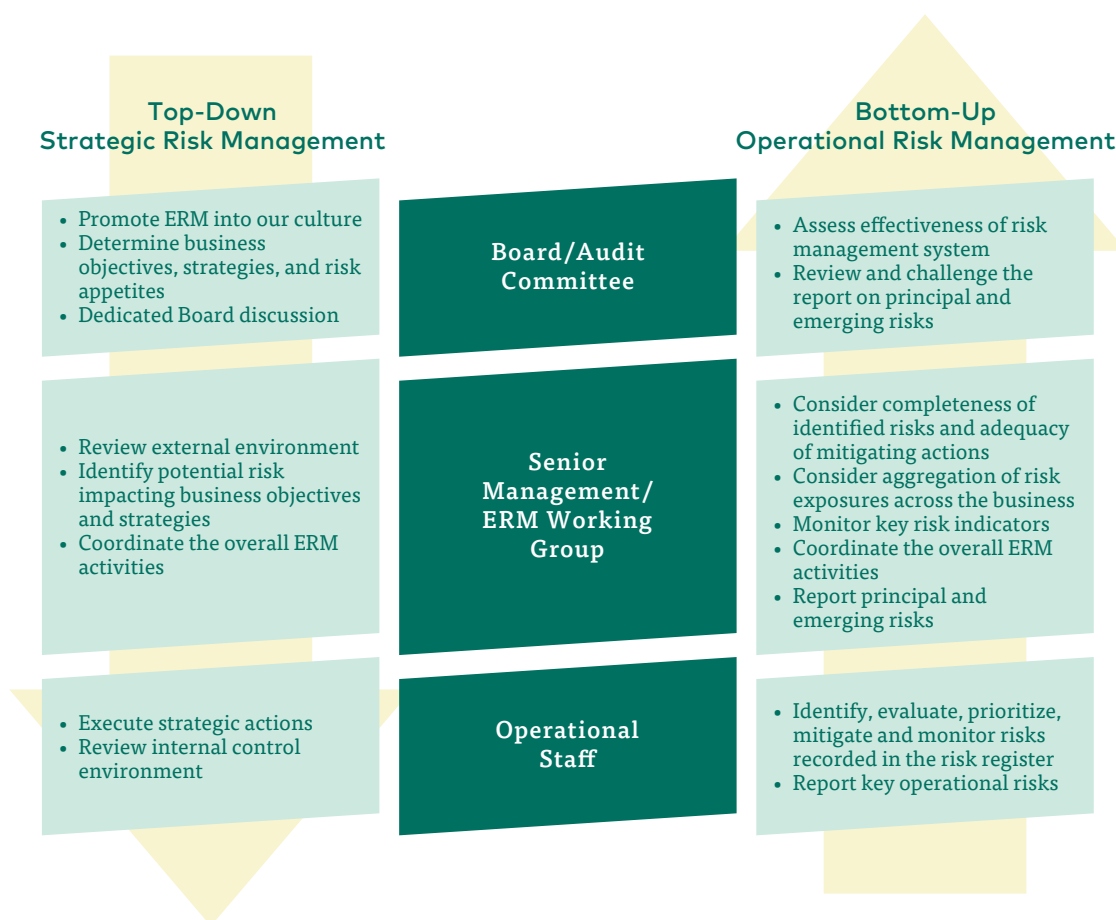 Top-Down
Strategic Risk Management
Bottom-Up
Operational Risk Management
• Promote ERM into our culture
• Determine business
objectives, strategies, and risk
appetites
• Dedicated Board discussion
Board/Audit
Committee
• Assess effectiveness of risk
management system
• Review and challenge the
report on principal and
emerging risks
• Review external environment
• Identify potential risk
impacting business objectives
and strategies
• Coordinate the overall ERM
activities
Senior
Management/
ERM Working
Group
• Consider completeness of
identified risks and adequacy
of mitigating actions
• Consider aggregation of risk
exposures across the business
• Monitor key risk indicators
• Coordinate the overall ERM
activities
• Report principal and
emerging risks
• Execute strategic actions
• Review internal control
environment
Operational
Staff
• Identify, evaluate, prioritize,
mitigate and monitor risks
recorded in the risk register
• Report key operational risks